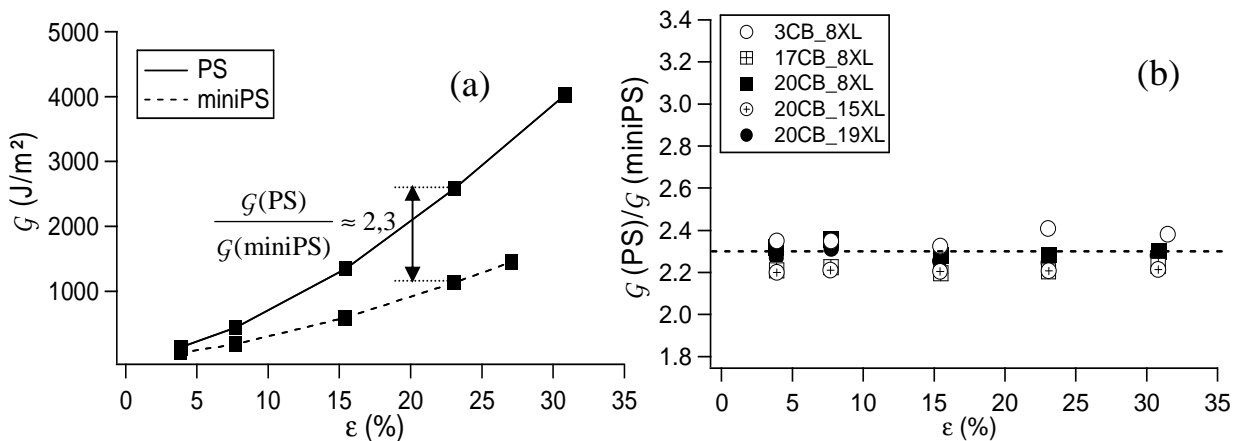 5000
4000
3000
2000
1000
𝒢 (J/m²)
PS
miniPS
(a)
𝒢(PS)
𝒢(miniPS)
≈ 2,3
0 5 10 15 20 25 30 35
ε (%)
3.4
3.2
3.0
2.8
2.6
2.4
2.2
2.0
1.8
𝒢 (PS)/𝒢 (miniPS)
3CB_8XL
17CB_8XL
20CB_8XL
20CB_15XL
20CB_19XL
(b)
0 5 10 15 20 25 30 35
ε (%)